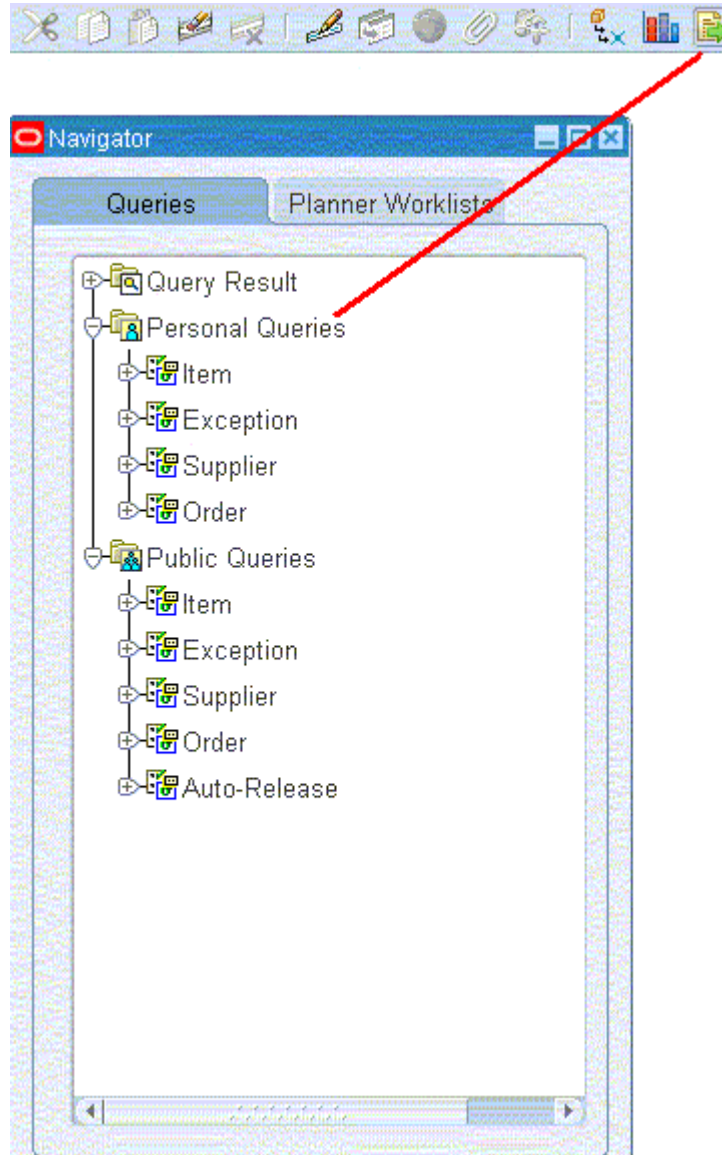 Navigator
Queries Planner Worklists
Query Result
Personal Queries
Item
Exception
Supplier
Order
Public Queries
Item
Exception
Supplier
Order
Auto-Release